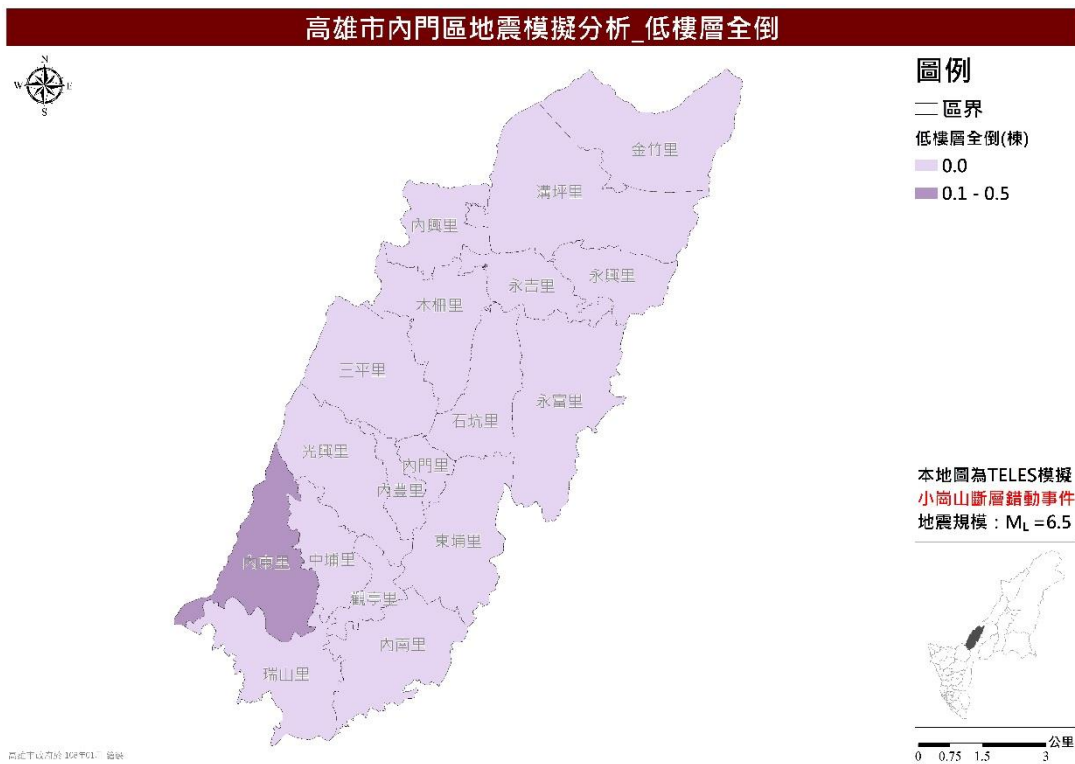 高雄市內門區地震模擬分析_低樓層全倒
N
W E
S
圖例
區界
低樓層全倒(棟)
0.0
0.1 - 0.5
金竹里
溝坪里
內興里
永吉里
永興里
木柵里
三平里
永富里
石坑里
光興里
內門里
內豐里
東埔里
內東里
中埔里
觀亭里
內南里
瑞山里
本地圖為TELES模擬
小崗山斷層錯動事件
地震規模：ML =6.5
公里
0 0.75 1.5 3